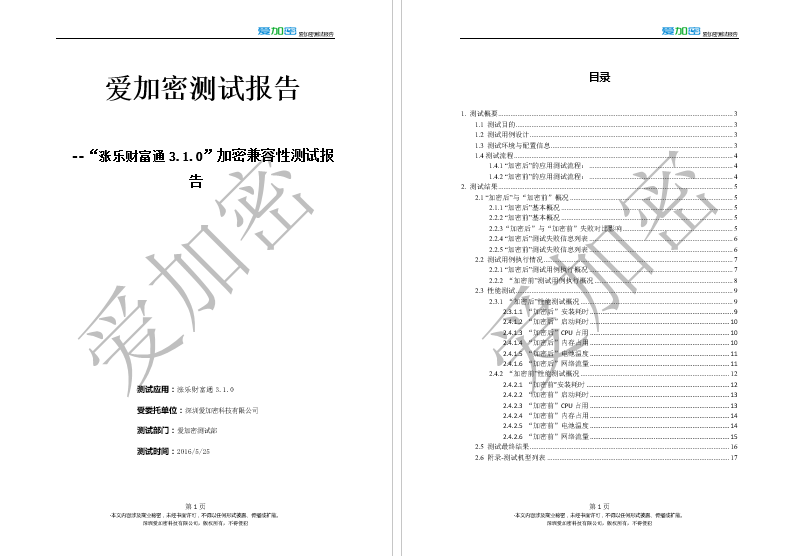 爱加密 爱加密测试报告
爱加密测试报告
--“涨乐财富通 3.1.0”加密兼容性测试报
告
爱加密
测试应用：涨乐财富通 3.1.0
受委托单位：深圳爱加密科技有限公司
测试部门：爱加密测试部
测试时间：2016/5/25
第 1 页
·本文内容涉及商业秘密，未经书面许可，不得以任何形式披露、传播或扩散。
深圳爱加密科技有限公司，版权所有，不得侵犯
爱加密 爱加密测试报告
目录
1. 测试概要 3
1.1 测试目的 3
1.2 测试用例设计 3
1.3 测试环境与配置信息 3
1.4 测试流程 4
1.4.1 “加密后”的应用测试流程： 4
1.4.2 “加密前”的应用测试流程： 4
2. 测试结果 5
2.1 “加密后”与“加密前”概况 5
2.1.1 “加密后”基本概况 5
2.2.2 “加密前”基本概况 5
2.2.3 “加密后”与“加密前”失败对比影响 5
2.2.4 “加密后”测试失败信息列表 6
2.2.5 “加密前”测试失败信息列表 6
2.2 测试用例执行情况 7
2.2.1 “加密后”测试用例执行概况 7
2.2.2 “加密前”测试用例执行概况 8
2.3 性能测试 9
2.3.1 “加密后”性能测试概况 9
2.3.1.1 “加密后”安装耗时 9
2.4.1.2 “加密后”启动耗时 10
2.4.1.3 “加密后”CPU 占用 10
2.4.1.4 “加密后”内存占用 10
2.4.1.5 “加密后”电池温度 11
2.4.1.6 “加密后”网络流量 11
2.4.2 “加密前”性能测试概况 12
2.4.2.1 “加密前”安装耗时 12
2.4.2.2 “加密前”启动耗时 13
2.4.2.3 “加密前”CPU 占用 13
2.4.2.4 “加密前”内存占用 14
2.4.2.5 “加密前”电池温度 14
2.4.2.6 “加密前”网络流量 15
2.5 测试最终结果 16
2.6 附录-测试机型列表 17
爱加密
第 1 页
·本文内容涉及商业秘密，未经书面许可，不得以任何形式披露、传播或扩散。
深圳爱加密科技有限公司，版权所有，不得侵犯